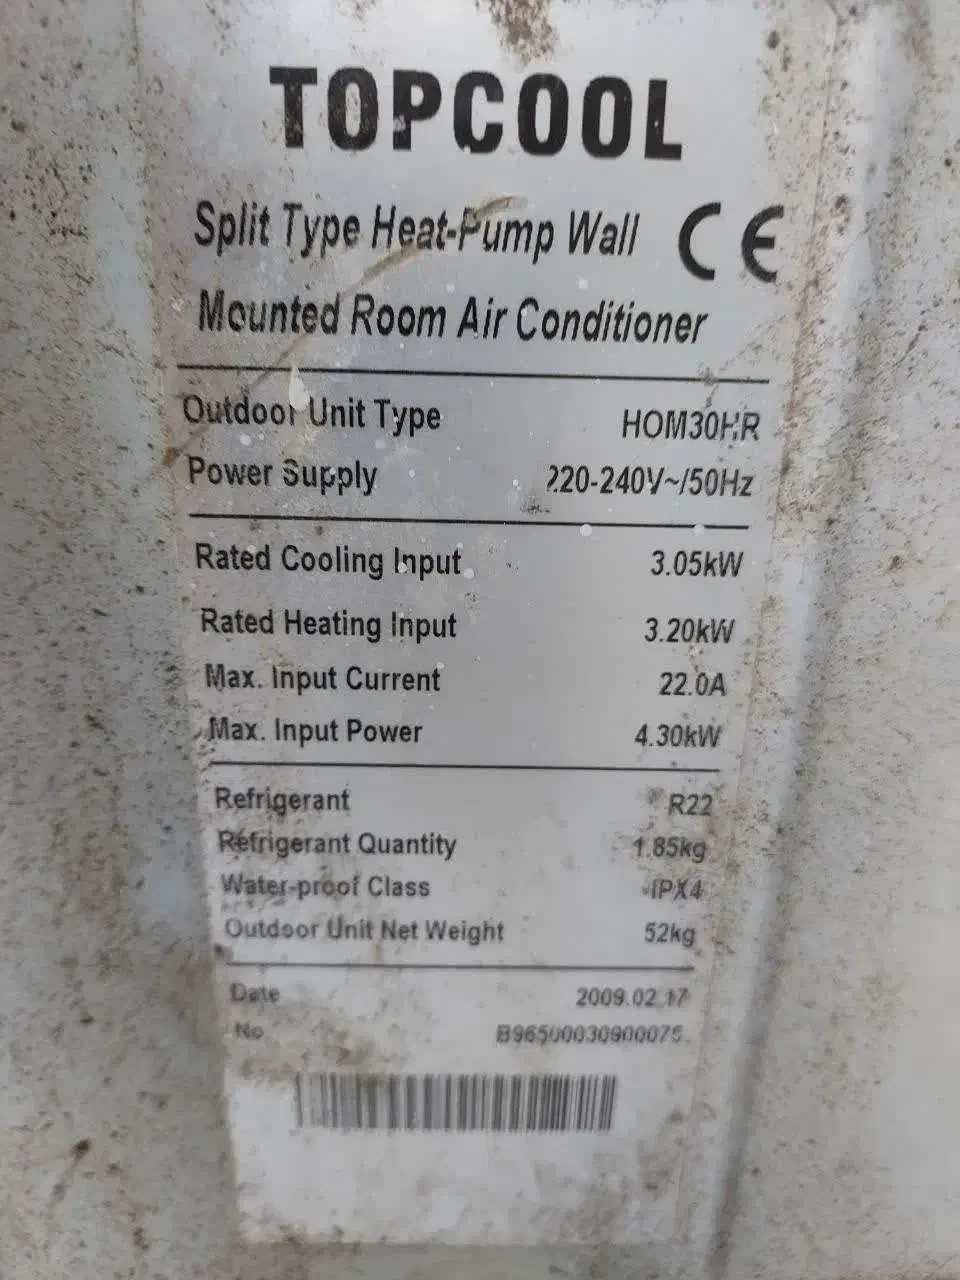 TOPCOOL
Split Type Heat-Pump Wall CE
Mounted Room Air Conditioner
Outdoor Unit Type HOM30HR
Power Supply 220-240V~/50Hz
Rated Cooling Input 3.05kW
Rated Heating Input 3.20kW
Max. Input Current 22.0A
Max. Input Power 4.30kW
Refrigerant R22
Refrigerant Quantity 1.85kg
Water-proof Class IPX4
Outdoor Unit Net Weight 52kg
Date 2009.02.17
No